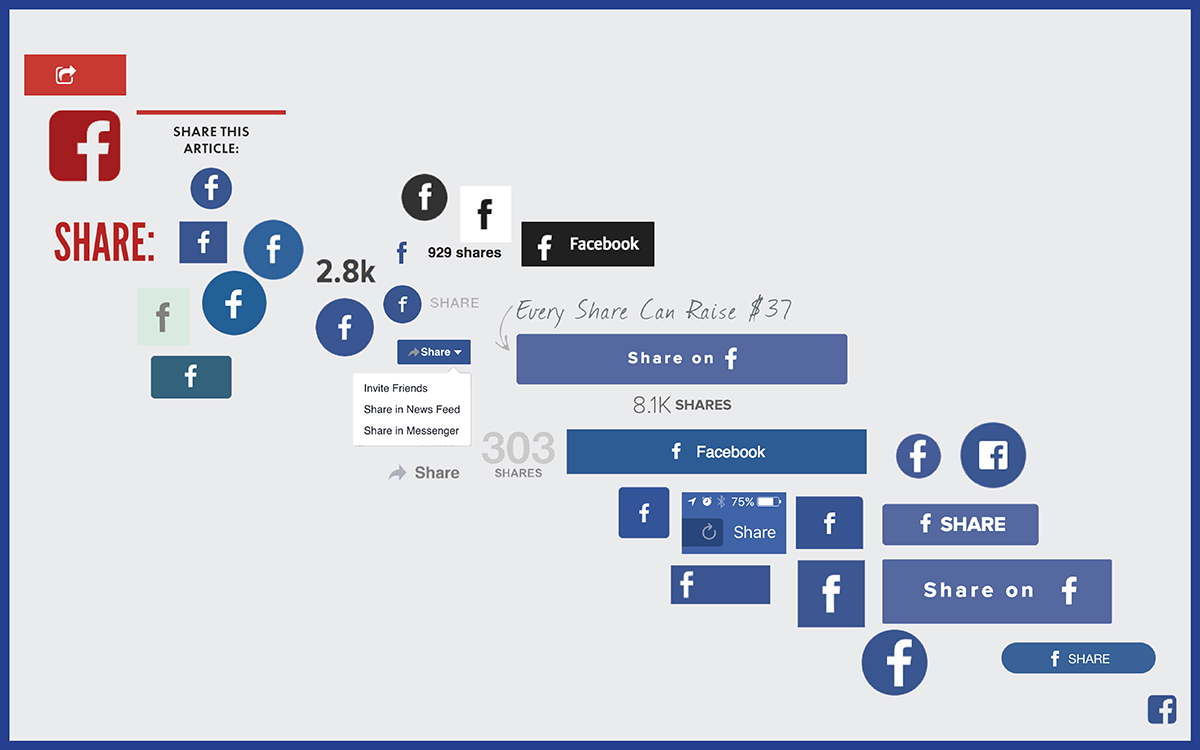 SHARE THIS
ARTICLE:
SHARE:
2.8k
929 shares
Facebook
SHARE
Every Share Can Raise $37
Share on
Share
Invite Friends
Share in News Feed
Share in Messenger
8.1K SHARES
303
SHARES
Facebook
Share
75%
Share
SHARE
Share on
SHARE